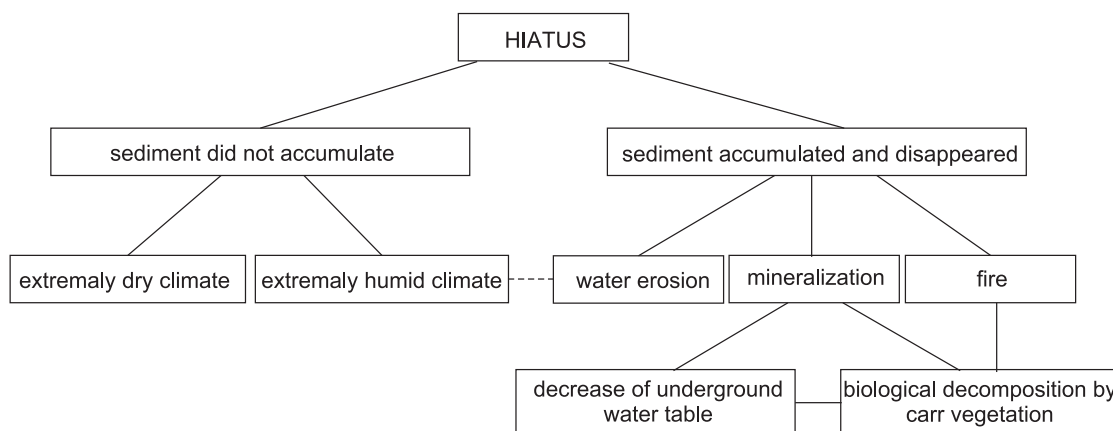 HIATUS
sediment did not accumulate
sediment accumulated and disappeared
extremaly dry climate
extremaly humid climate
water erosion
mineralization
fire
decrease of underground
water table
biological decomposition by
carr vegetation